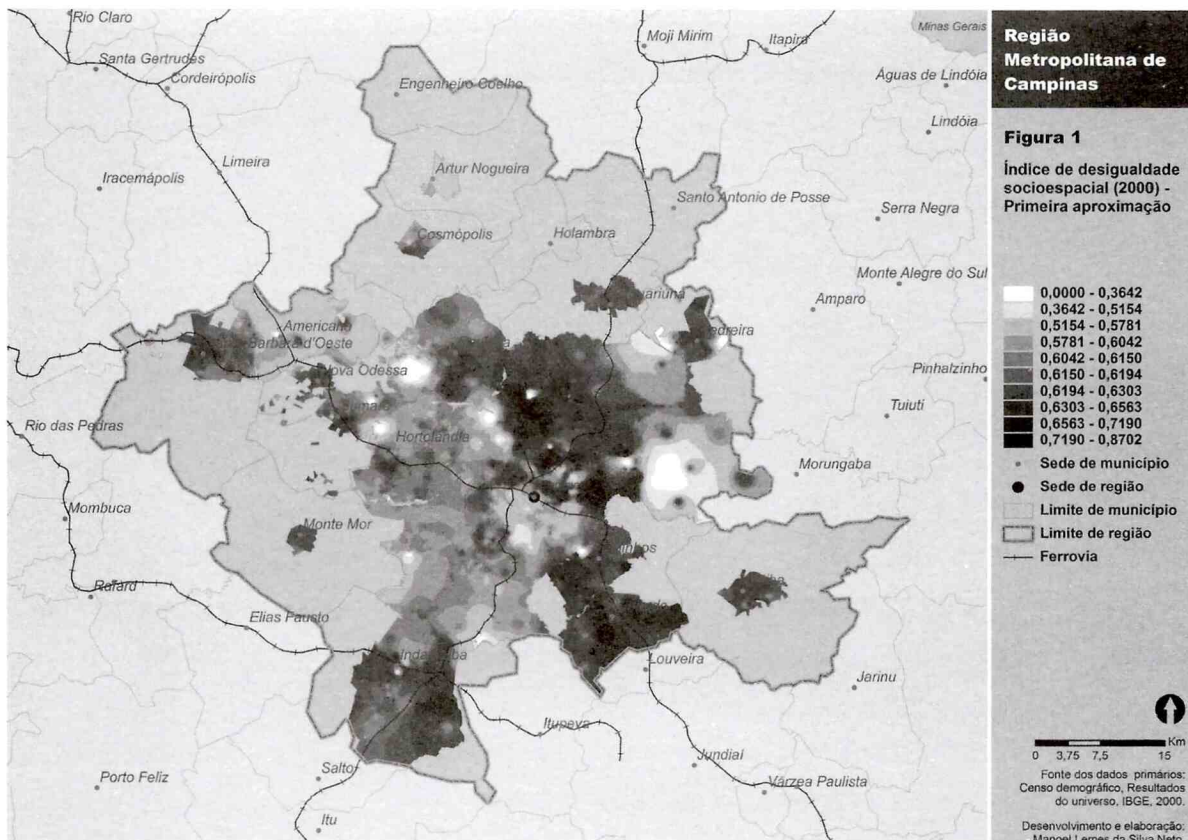 Rio Claro
Santa Gertrudes
Cordeirópolis
Moji Mirim
Itapira
Minas Gerais
Engenheiro Coelho
Águas de Lindóia
Lindóia
Limeira
Iracemápolis
Artur Nogueira
Santo Antonio de Posse
Serra Negra
Cosmópolis
Holambra
Monte Alegre do Sul
Amparo
Americana
Barbara d'Oeste
Nova Odessa
Pinhalzinho
Tuiuti
Rio das Pedras
Hortolândia
Morungaba
Mombuca
Monte Mor
Rafard
Elias Fausto
Louveira
Jarinu
Itupeva
Jundiaí
Salto
Porto Feliz
Várzea Paulista
Itu
Região
Metropolitana de
Campinas
Figura 1
Índice de desigualdade
socioespacial (2000) -
Primeira aproximação
0,0000 - 0,3642
0,3642 - 0,5154
0,5154 - 0,5781
0,5781 - 0,6042
0,6042 - 0,6150
0,6150 - 0,6194
0,6194 - 0,6303
0,6303 - 0,6563
0,6563 - 0,7190
0,7190 - 0,8702
Sede de município
Sede de região
Limite de município
Limite de região
Ferrovia
Km
0 3,75 7,5 15
Fonte dos dados primários:
Censo demográfico, Resultados
do universo, IBGE, 2000.
Desenvolvimento e elaboração:
Manoel Lemes da Silva Neto